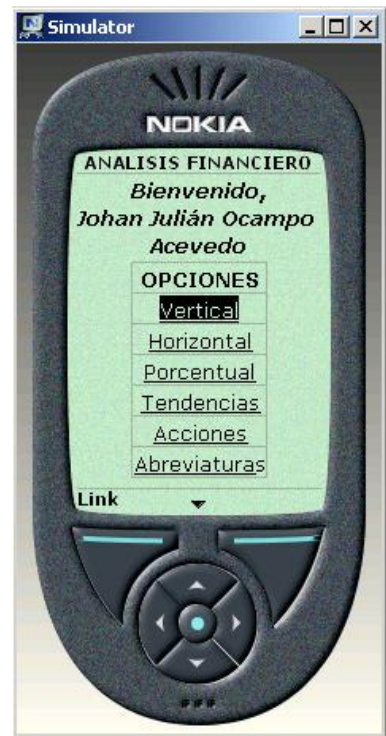 Simulator
NOKIA
ANALISIS FINANCIERO
Bienvenido,
Johan Julián Ocampo
Acevedo
OPCIONES
Vertical
Horizontal
Porcentual
Tendencias
Acciones
Abreviaturas
Link